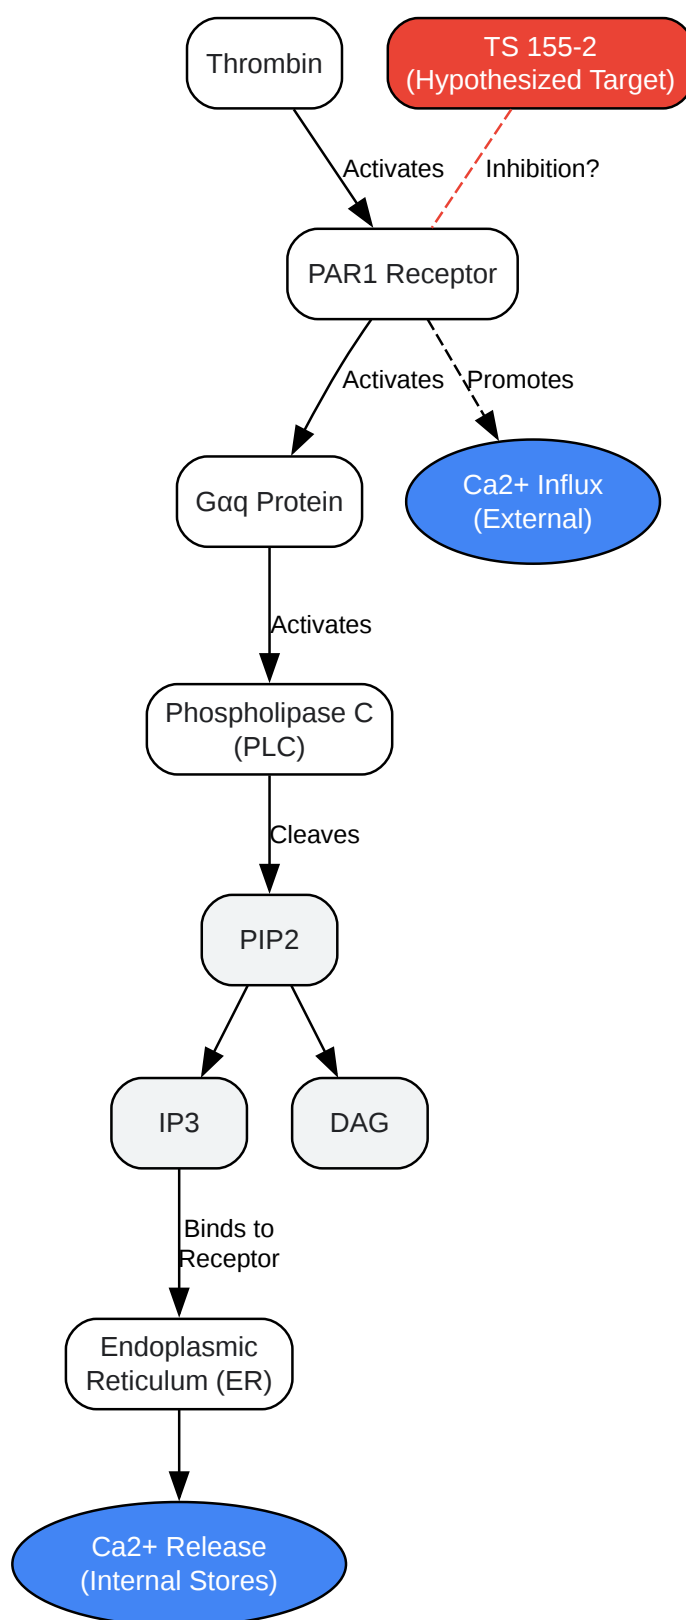 Thrombin
TS 155-2
(Hypothesized Target)
Activates
Inhibition?
PAR1 Receptor
Activates
Promotes
Gαq Protein
Ca2+ Influx
(External)
Activates
Phospholipase C
(PLC)
Cleaves
PIP2
IP3
DAG
Binds to
Receptor
Endoplasmic
Reticulum (ER)
Ca2+ Release
(Internal Stores)